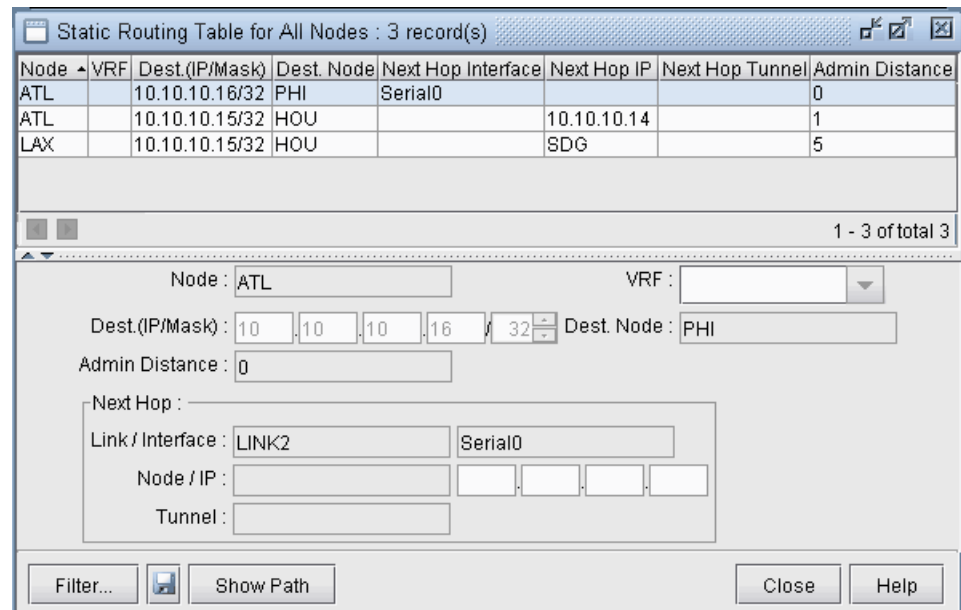 Static Routing Table for All Nodes : 3 record(s)
Node VRF Dest.(IP/Mask) Dest. Node Next Hop Interface Next Hop IP Next Hop Tunnel Admin Distance
ATL 10.10.10.16/32 PHI Serial0 0
ATL 10.10.10.15/32 HOU 10.10.10.14 1
LAX 10.10.10.15/32 HOU SDG 5
1 - 3 of total 3
Node : ATL VRF :
Dest.(IP/Mask) : 10 .10 .10 .16 / 32 Dest. Node : PHI
Admin Distance : 0
Next Hop :
Link / Interface : LINK2 Serial0
Node / IP : . . .
Tunnel :
Filter... Show Path Close Help